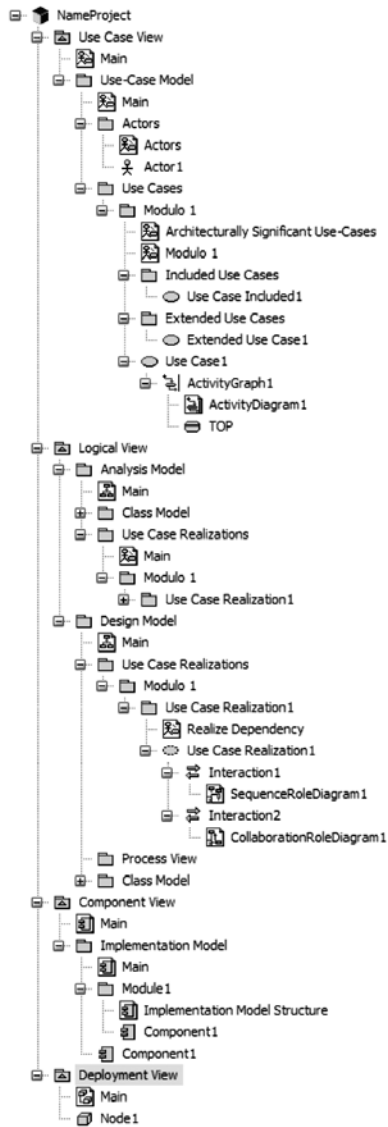 NameProject
Use Case View
Main
Use-Case Model
Main
Actors
Actors
Actor1
Use Cases
Modulo 1
Architecturally Significant Use-Cases
Modulo 1
Included Use Cases
Use Case Included1
Extended Use Cases
Extended Use Case1
Use Case1
ActivityGraph1
ActivityDiagram1
TOP
Logical View
Analysis Model
Main
Class Model
Use Case Realizations
Main
Modulo 1
Use Case Realization1
Design Model
Main
Use Case Realizations
Modulo 1
Use Case Realization1
Realize Dependency
Use Case Realization1
Interaction1
SequenceRoleDiagram1
Interaction2
CollaborationRoleDiagram1
Process View
Class Model
Component View
Main
Implementation Model
Main
Module1
Implementation Model Structure
Component1
Component1
Deployment View
Main
Node1